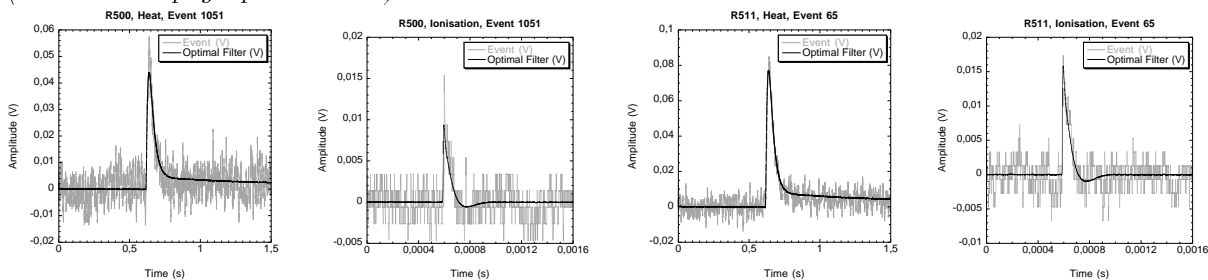 R500, Heat, Event 1051
Event (V)
Optimal Filter (V)
Amplitude (V)
0,06
0,05
0,04
0,03
0,02
0,01
0
-0,01
-0,02
0
0,5
1
1,5
Time (s)
R500, Ionisation, Event 1051
Event (V)
Optimal Filter (V)
Amplitude (V)
0,02
0,015
0,01
0,005
0
-0,005
0
0,0004
0,0008
0,0012
0,0016
Time (s)
R511, Heat, Event 65
Event (V)
Optimal Filter (V)
Amplitude (V)
0,1
0,08
0,06
0,04
0,02
0
-0,02
0
0,5
1
1,5
Time (s)
R511, Ionisation, Event 65
Event (V)
Optimal Filter (V)
Amplitude (V)
0,02
0,015
0,01
0,005
0
-0,005
-0,01
0
0,0004
0,0008
0,0012
0,0016
Time (s)